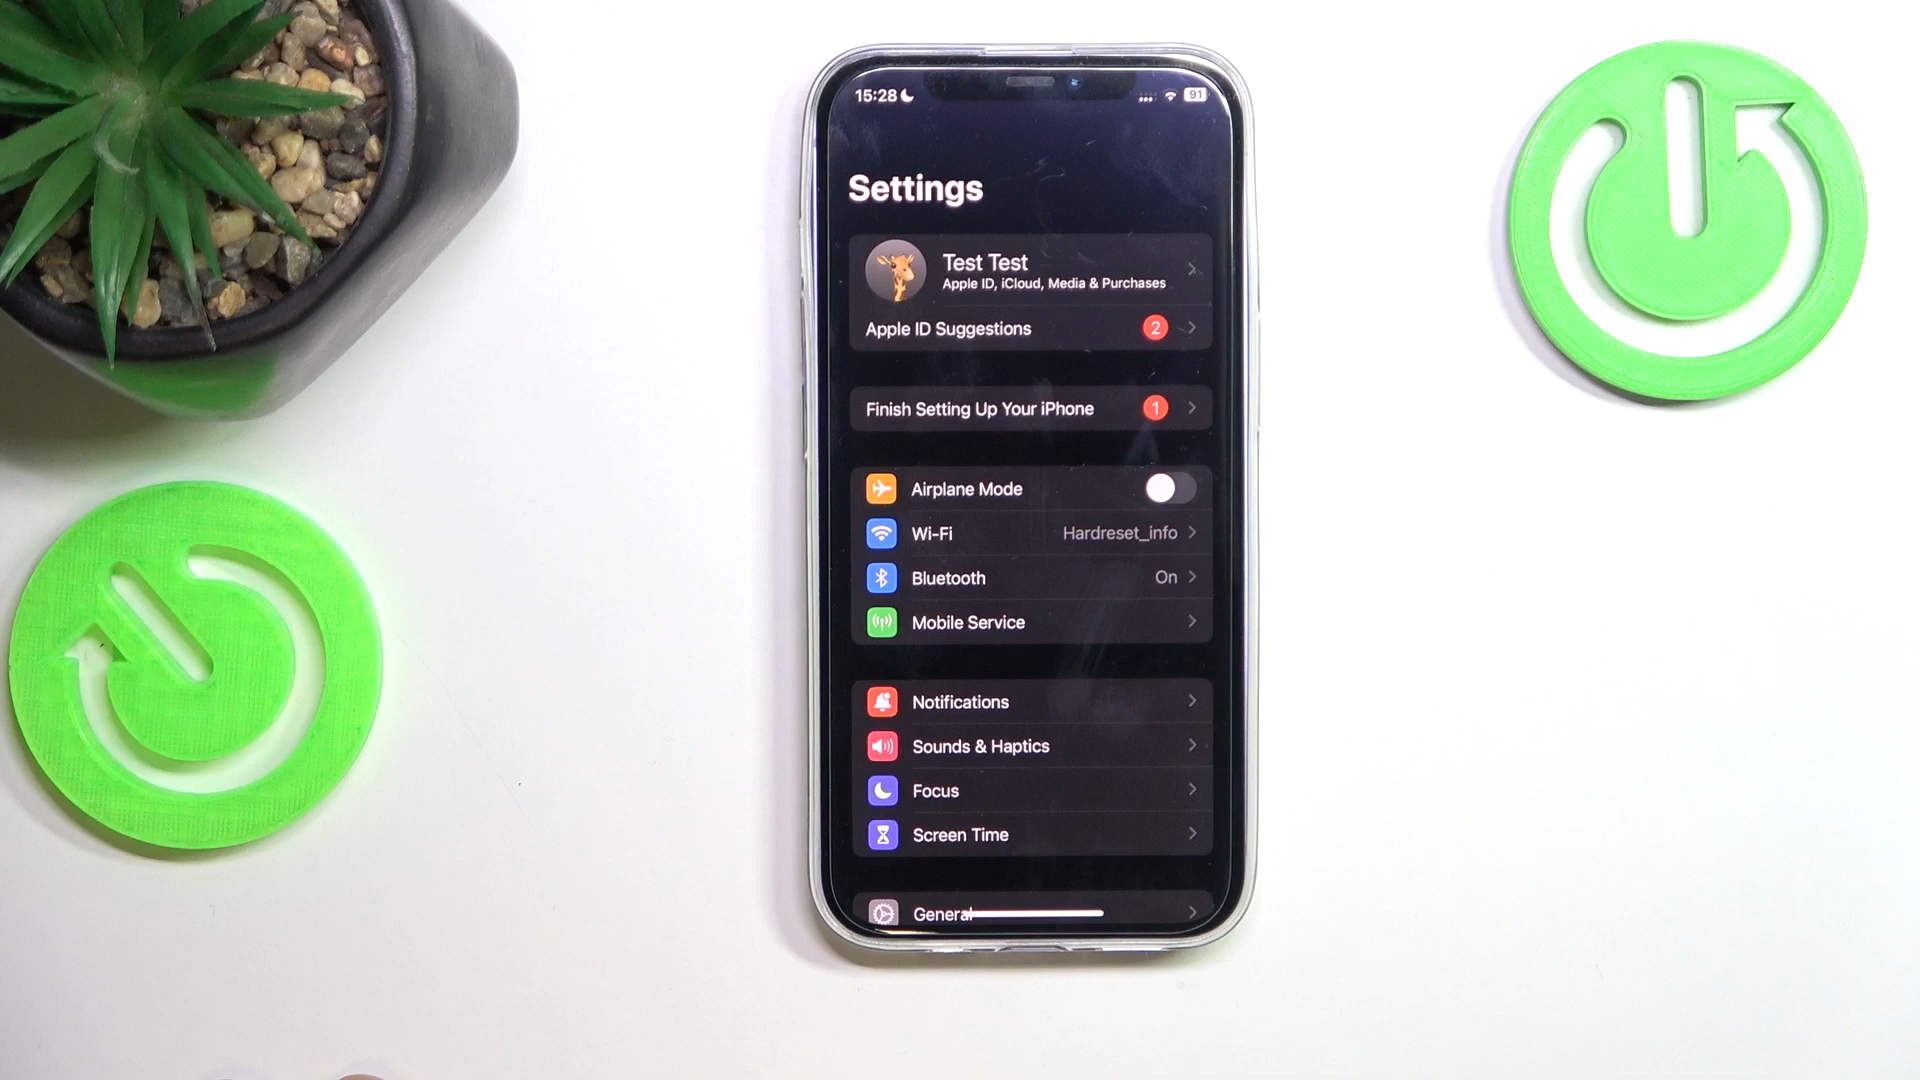 15:28
91
Settings
Test Test
Apple ID, iCloud, Media & Purchases
Apple ID Suggestions 2
Finish Setting Up Your iPhone 1
Airplane Mode
Wi-Fi Hardreset_info
Bluetooth On
Mobile Service
Notifications
Sounds & Haptics
Focus
Screen Time
General